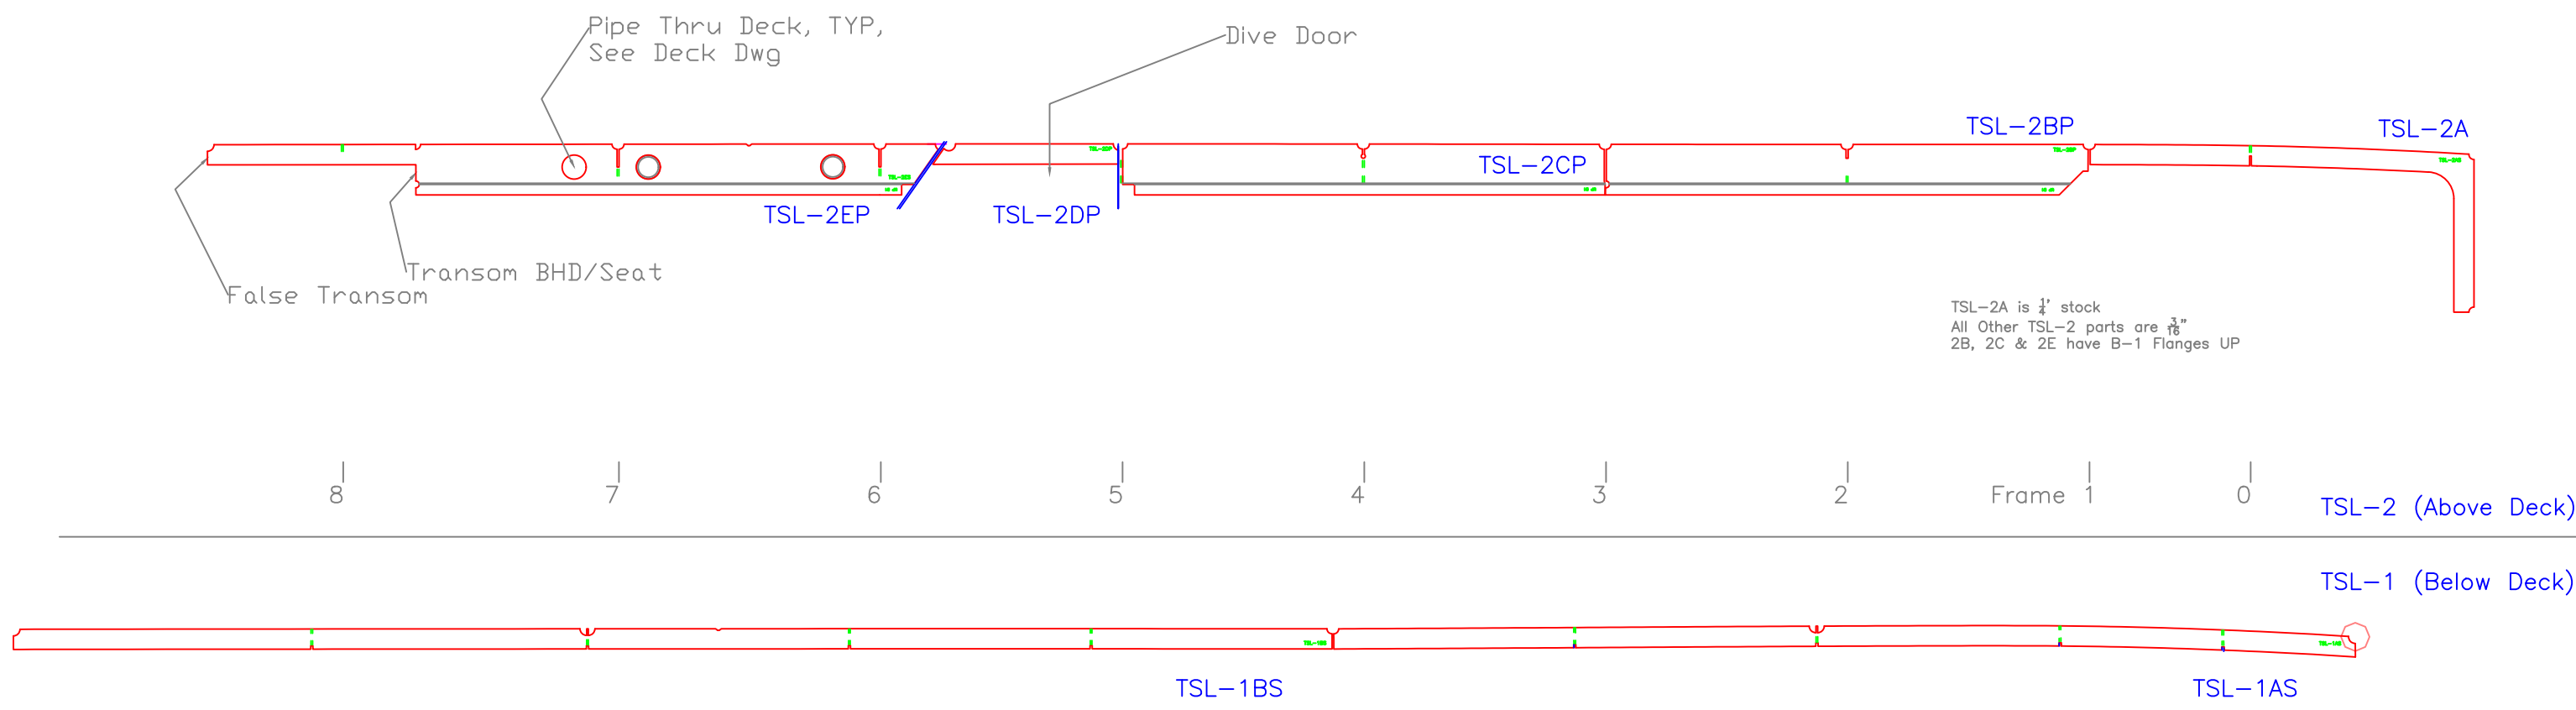 Pipe Thru Deck, TYP,
See Deck Dwg
Dive Door
TSL-2BP
TSL-2A
TSL-2CP
TSL-2EP
TSL-2DP
Transom BHD/Seat
False Transom
TSL-2A is 1/4' stock
All Other TSL-2 parts are 3/16"
2B, 2C & 2E have B-1 Flanges UP
8 7 6 5 4 3 2 Frame 1 0
TSL-2 (Above Deck)
TSL-1 (Below Deck)
TSL-1BS
TSL-1AS